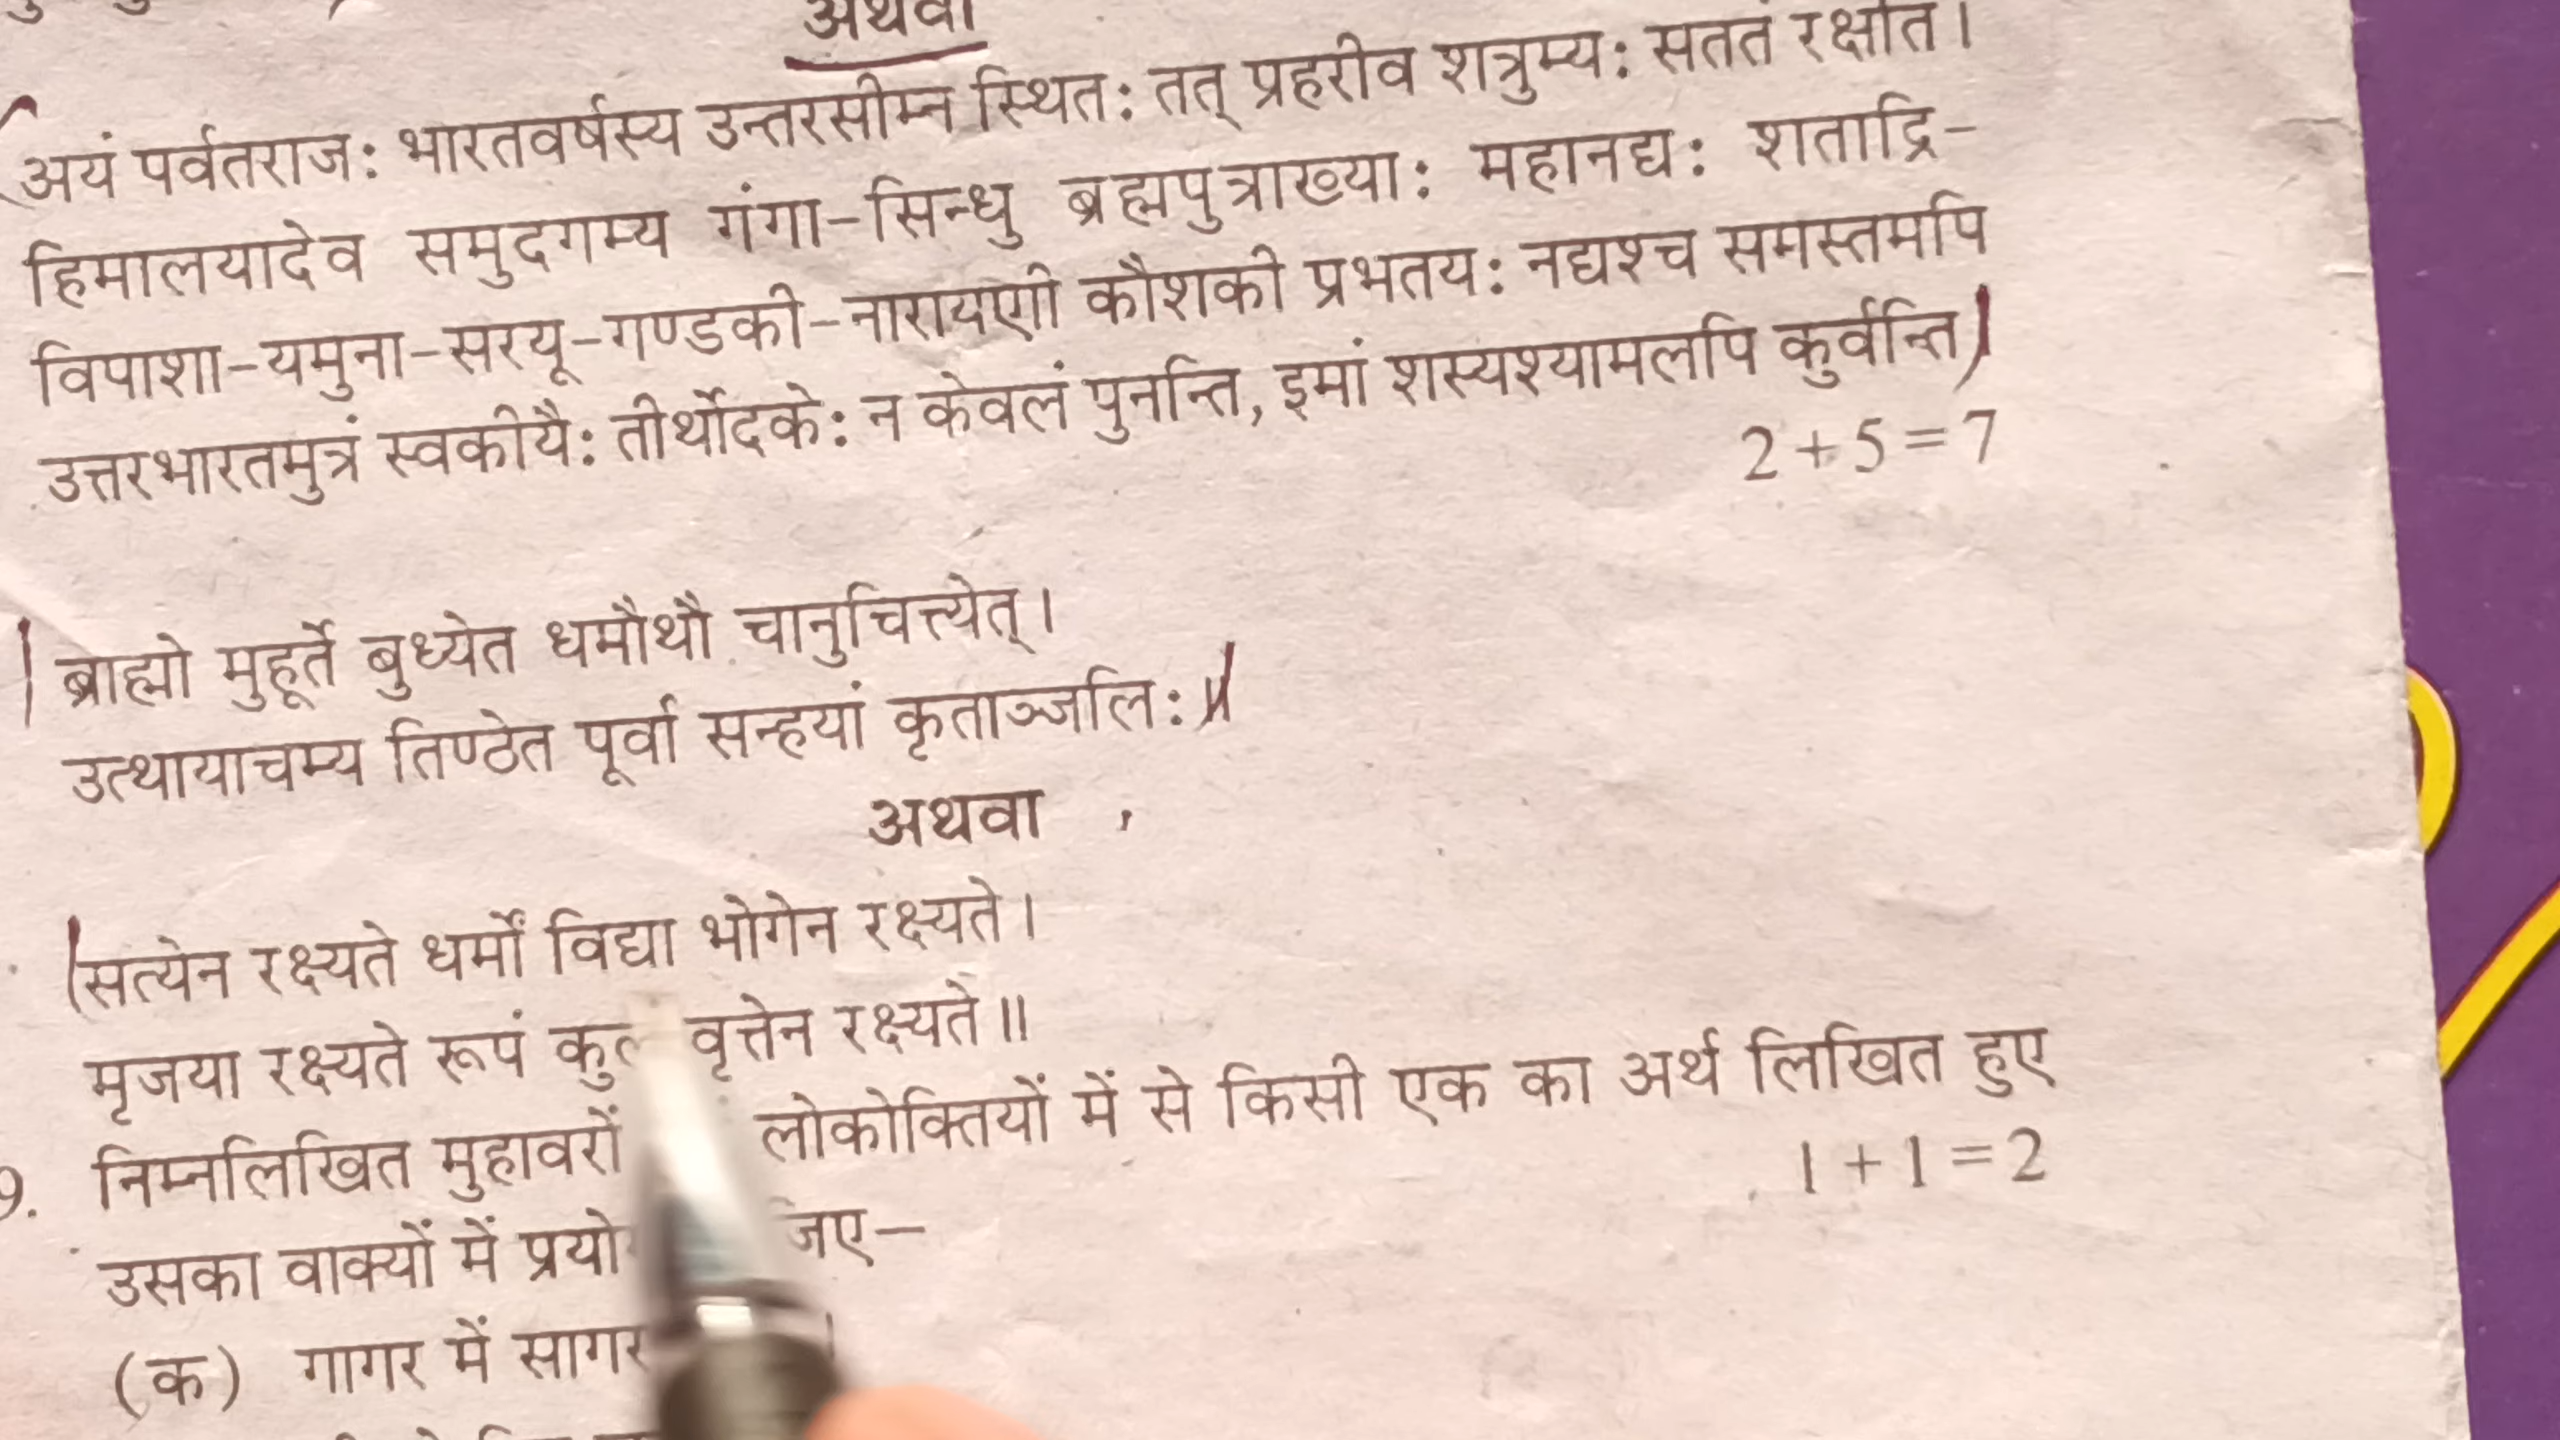 अथवा
अयं पर्वतराज: भारतवर्षस्य उन्तरसीम्न स्थित: तत् प्रहरीव शत्रुम्य: सततं रक्षति।
हिमालयादेव समुदगम्य गंगा-सिन्धु ब्रह्मपुत्राख्या: महानद्य: शताद्रि-
विपाशा-यमुना-सरयू-गण्डकी-नारायणी कौशकी प्रभतय: नद्यश्च समस्तमपि
उत्तरभारतमुत्रं स्वकीयै: तीर्थोदके: न केवलं पुनन्ति, इमां शस्यश्यामलपि कुर्वन्ति।
2+5=7
ब्राह्मो मुहूर्ते बुध्येत धमौथौ चानुचित्त्येत्।
उत्थायाचम्य तिण्ठेत पूर्वा सन्हयां कृताञ्जलि:॥
अथवा
सत्येन रक्ष्यते धर्मों विद्या भोगेन रक्ष्यते।
मृजया रक्ष्यते रूपं वृत्तेन रक्ष्यते॥
9. निम्नलिखित मुहावरों लोकोक्तियों में से किसी एक का अर्थ लिखित हुए
उसका वाक्यों में
1+1=2
(क) गागर में सागर